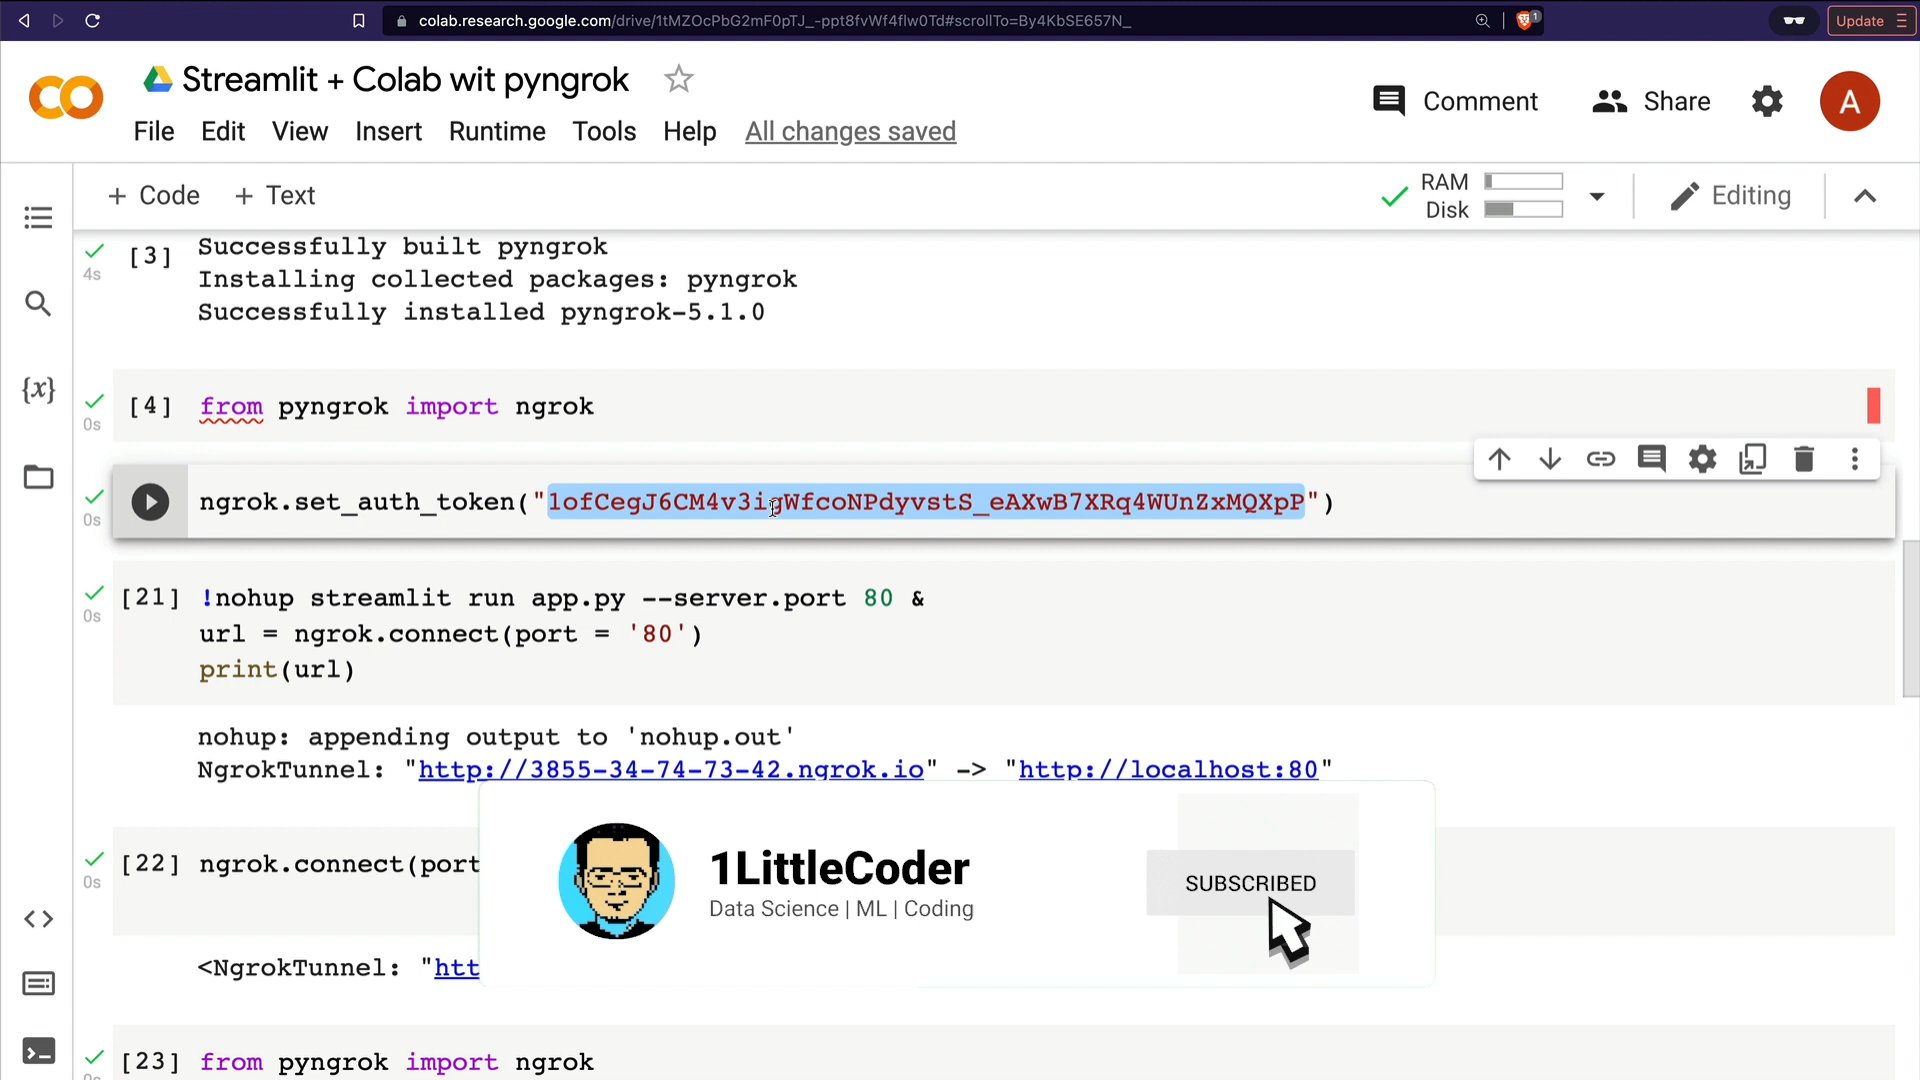 colab.research.google.com/drive/1tMZOcPbG2mF0pTJ_-ppt8fvWf4flw0Td#scrollTo=By4KbSE657N_
1
Update
Streamlit + Colab wit pyngrok
Comment
Share
A
File Edit View Insert Runtime Tools Help All changes saved
+ Code + Text
RAM
Disk
Editing
[3] Successfully built pyngrok
4s
Installing collected packages: pyngrok
Successfully installed pyngrok-5.1.0
{x}
[4] from pyngrok import ngrok
0s
ngrok.set_auth_token("1ofCegJ6CM4v3igWfcoNPdyvstS_eAXwB7XRq4WUnZxMQXpP")
0s
[21] !nohup streamlit run app.py --server.port 80 &
0s
url = ngrok.connect(port = '80')
print(url)
nohup: appending output to 'nohup.out'
NgrokTunnel: "http://3855-34-74-73-42.ngrok.io" -> "http://localhost:80"
[22] ngrok.connect(port
0s
1LittleCoder
Data Science | ML | Coding
SUBSCRIBED
<NgrokTunnel: "htt
[23] from pyngrok import ngrok